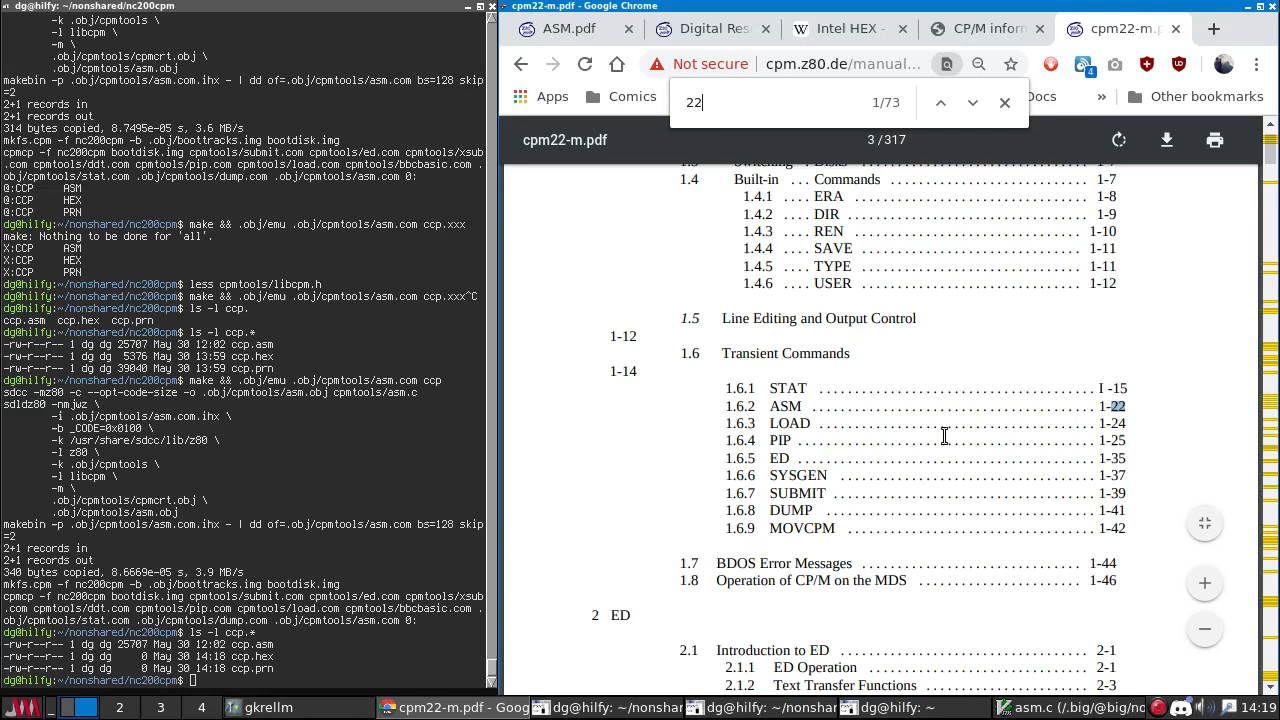 dg@hilfy: ~/nonshared/nc200cpm
-k /cpmtools \
-l libcpm \
-m \
.obj/cpmtools/cpmcrt.obj \
.obj/cpmtools/asm.obj
makebin -p .obj/cpmtools/asm.com.ihx - | dd of=.obj/cpmtools/asm.com bs=128 skip
=2
2+1 records in
2+1 records out
314 bytes copied, 8.7495e-05 s, 3.6 MB/s
mkfs.cpm -f nc200cpm -b .obj/boottracks.img bootdisk.img
cpmcp -f nc200cpm bootdisk.img cpmtools/submit.com cpmtools/ed.com cpmtools/xsub
.com cpmtools/ddt.com cpmtools/pip.com cpmtools/load.com cpmtools/bbcbasic.com .
obj/cpmtools/stat.com .obj/cpmtools/dump.com .obj/cpmtools/asm.com 0:
@:CCP     ASM
@:CCP     HEX
@:CCP     PRN
dg@hilfy:~/nonshared/nc200cpm$ make && .obj/emu .obj/cpmtools/asm.com ccp.xxx
make: Nothing to be done for 'all'.
X:CCP     ASM
X:CCP     HEX
X:CCP     PRN
dg@hilfy:~/nonshared/nc200cpm$ less cpmtools/libcpm.h
dg@hilfy:~/nonshared/nc200cpm$ make && .obj/emu .obj/cpmtools/asm.com ccp.xxx^C
dg@hilfy:~/nonshared/nc200cpm$ ls -l ccp.
ccp.asm  ccp.hex  ccp.prn
dg@hilfy:~/nonshared/nc200cpm$ ls -l ccp.*
-rw-r--r-- 1 dg dg 25707 May 30 12:02 ccp.asm
-rw-r--r-- 1 dg dg  5376 May 30 13:59 ccp.hex
-rw-r--r-- 1 dg dg 39040 May 30 13:59 ccp.prn
dg@hilfy:~/nonshared/nc200cpm$ make && .obj/emu .obj/cpmtools/asm.com ccp
sdcc -mz80 -c --opt-code-size -o .obj/cpmtools/asm.obj cpmtools/asm.c
sdldz80 -nmjwz \
-i .obj/cpmtools/asm.com.ihx \
-b _CODE=0x0100 \
-k /usr/share/sdcc/lib/z80 \
-l z80 \
-k .obj/cpmtools \
-l libcpm \
-m \
.obj/cpmtools/cpmcrt.obj \
.obj/cpmtools/asm.obj
makebin -p .obj/cpmtools/asm.com.ihx - | dd of=.obj/cpmtools/asm.com bs=128 skip
=2
2+1 records in
2+1 records out
340 bytes copied, 8.6669e-05 s, 3.9 MB/s
mkfs.cpm -f nc200cpm -b .obj/boottracks.img bootdisk.img
cpmcp -f nc200cpm bootdisk.img cpmtools/submit.com cpmtools/ed.com cpmtools/xsub
.com cpmtools/ddt.com cpmtools/pip.com cpmtools/load.com cpmtools/bbcbasic.com .
obj/cpmtools/stat.com .obj/cpmtools/dump.com .obj/cpmtools/asm.com 0:
dg@hilfy:~/nonshared/nc200cpm$ ls -l ccp.*
-rw-r--r-- 1 dg dg 25707 May 30 12:02 ccp.asm
-rw-r--r-- 1 dg dg     0 May 30 14:18 ccp.hex
-rw-r--r-- 1 dg dg     0 May 30 14:18 ccp.prn
dg@hilfy:~/nonshared/nc200cpm$
cpm22-m.pdf - Google Chrome
ASM.pdf Digital Res Intel HEX - CP/M inform cpm22-m.p
Not secure cpm.z80.de/manual... 4
Apps Comics Docs » Other bookmarks
22 1/73
cpm22-m.pdf 3 / 317
1.3 Switching Disks 1-7
1.4 Built-in ... Commands ........ 1-7
1.4.1 .... ERA ........ 1-8
1.4.2 .... DIR ........ 1-9
1.4.3 .... REN ........ 1-10
1.4.4 .... SAVE ........ 1-11
1.4.5 .... TYPE ........ 1-11
1.4.6 .... USER ........ 1-12
1.5 Line Editing and Output Control
1-12
1.6 Transient Commands
1-14
1.6.1 STAT ........ I -15
1.6.2 ASM ........ 1-22
1.6.3 LOAD ........ 1-24
1.6.4 PIP ........ 1-25
1.6.5 ED ........ 1-35
1.6.6 SYSGEN ........ 1-37
1.6.7 SUBMIT ........ 1-39
1.6.8 DUMP ........ 1-41
1.6.9 MOVCPM ........ 1-42
1.7 BDOS Error Messages ........ 1-44
1.8 Operation of CP/M on the MDS ........ 1-46
2 ED
2.1 Introduction to ED ........ 2-1
2.1.1 ED Operation ........ 2-1
2.1.2 Text Transfer Functions ........ 2-3
2 3 4 gkrellm cpm22-m.pdf - Goog dg@hilfy: ~/nonshar dg@hilfy: ~/nonshar dg@hilfy: ~ asm.c (/.big/@/big/nc 14:19